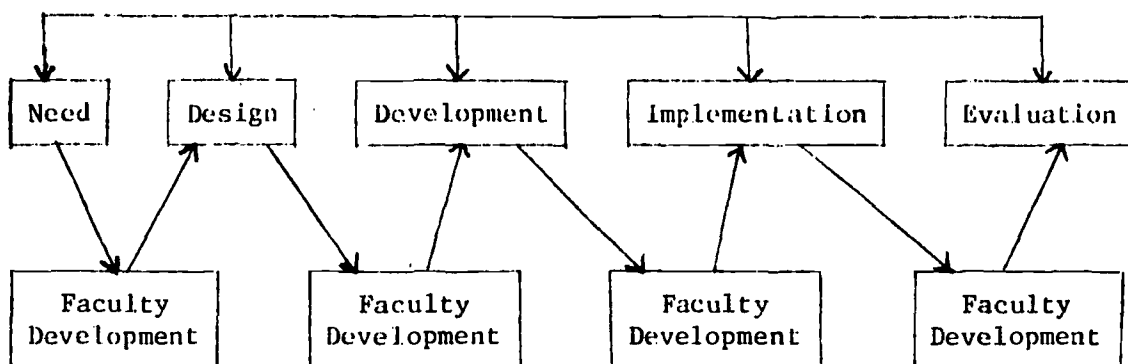 Need
Design
Development
Implementation
Evaluation
Faculty
Development
Faculty
Development
Faculty
Development
Faculty
Development